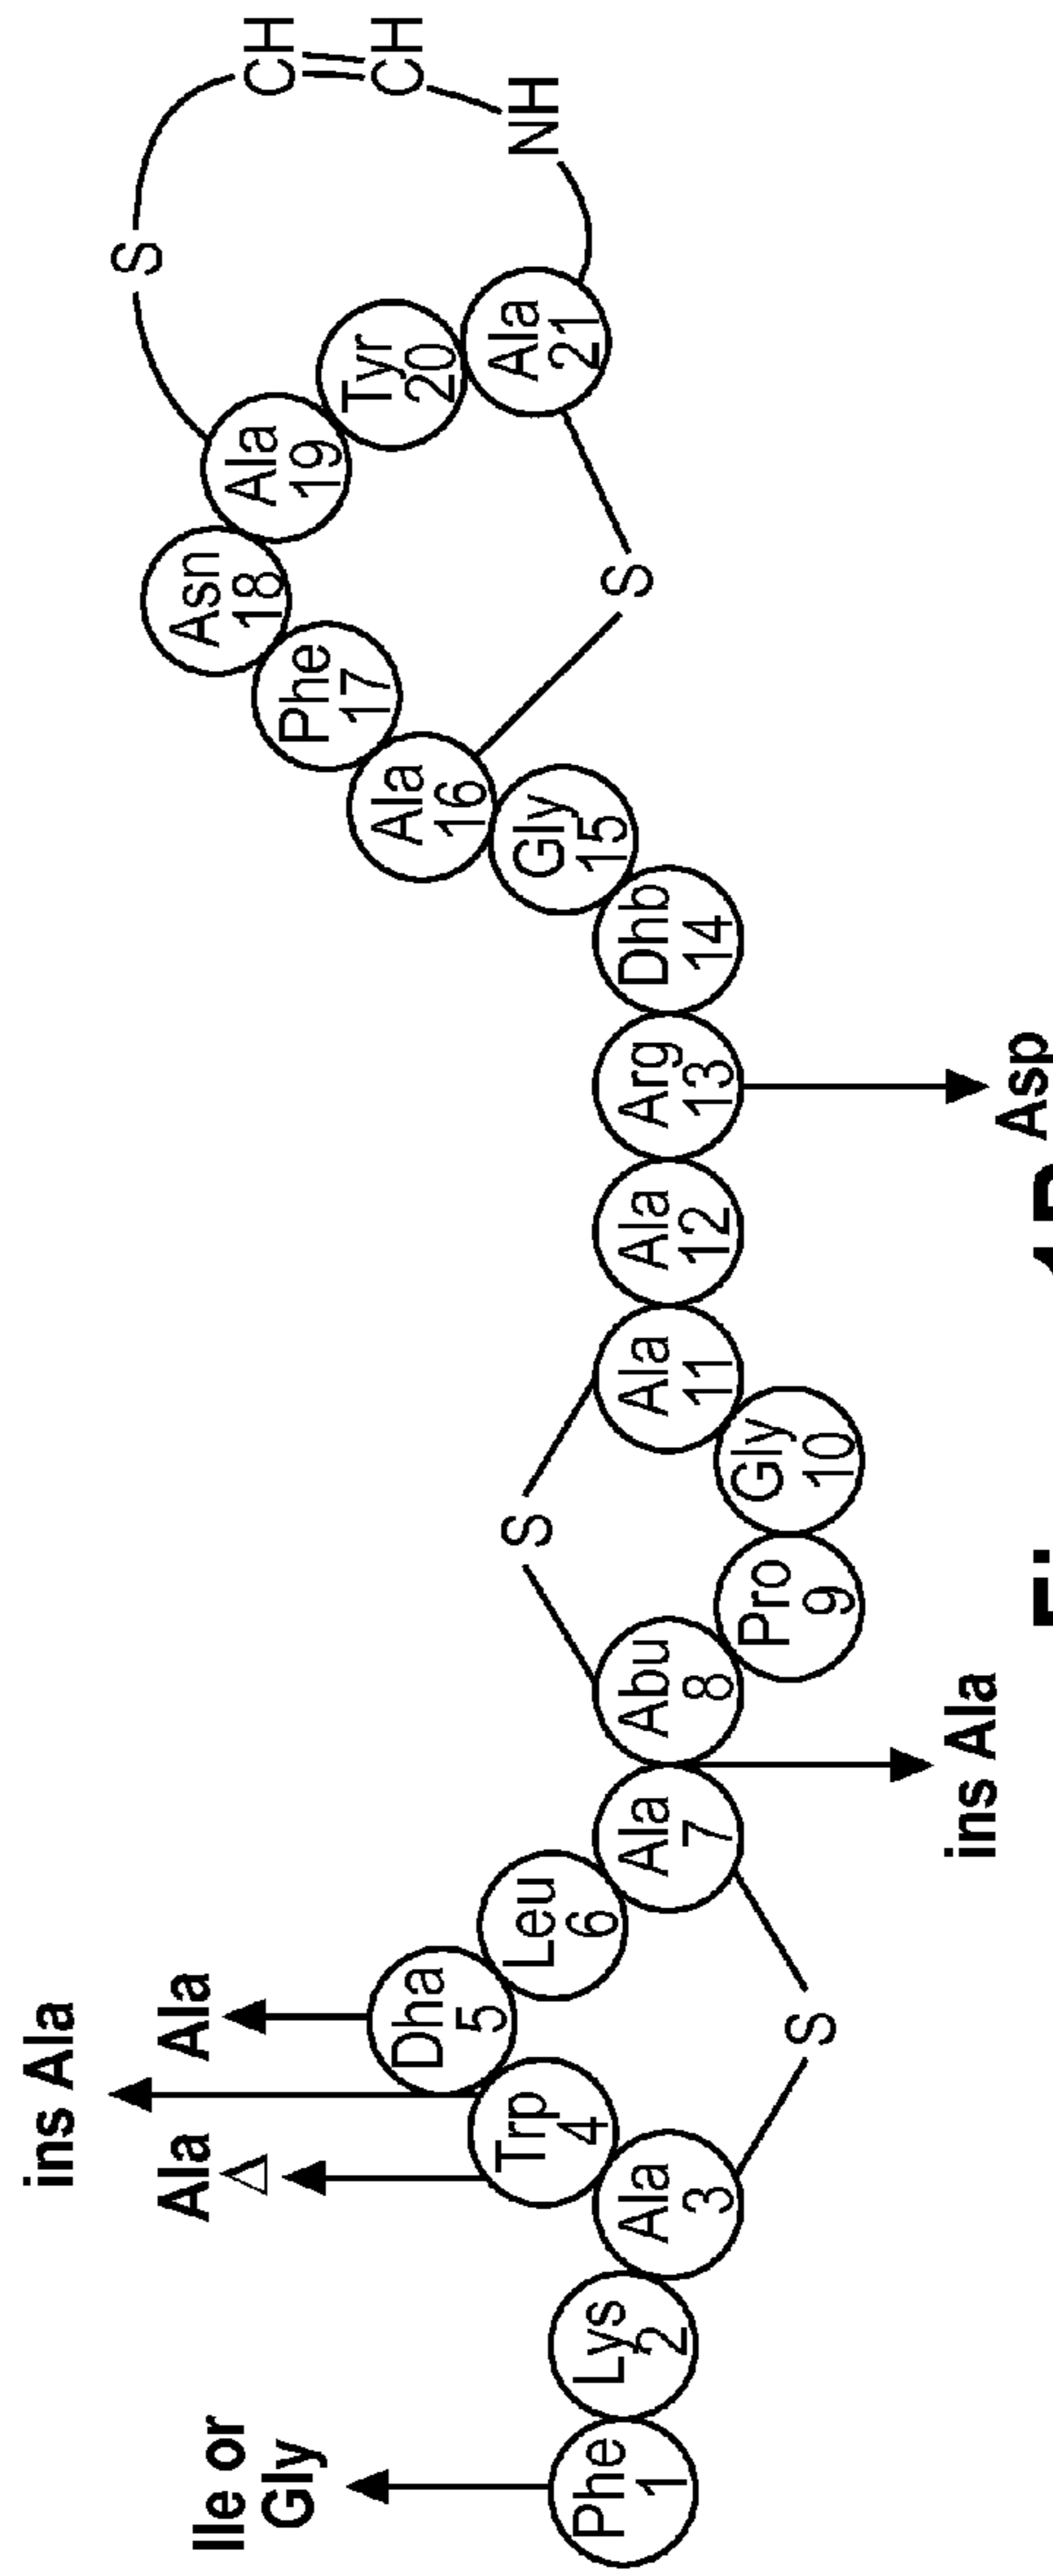 Ile or
Gly
Ala
Δ
ins Ala
Ala
ins Ala
Asp
Phe
1
Lys
2
Ala
3
Trp
4
Dha
5
Leu
6
Ala
7
Abu
8
Pro
9
Gly
10
Ala
11
Ala
12
Arg
13
Dhb
14
Gly
15
Ala
16
Phe
17
Asn
18
Ala
19
Tyr
20
Ala
21
S
S
S
S
CH
CH
NH